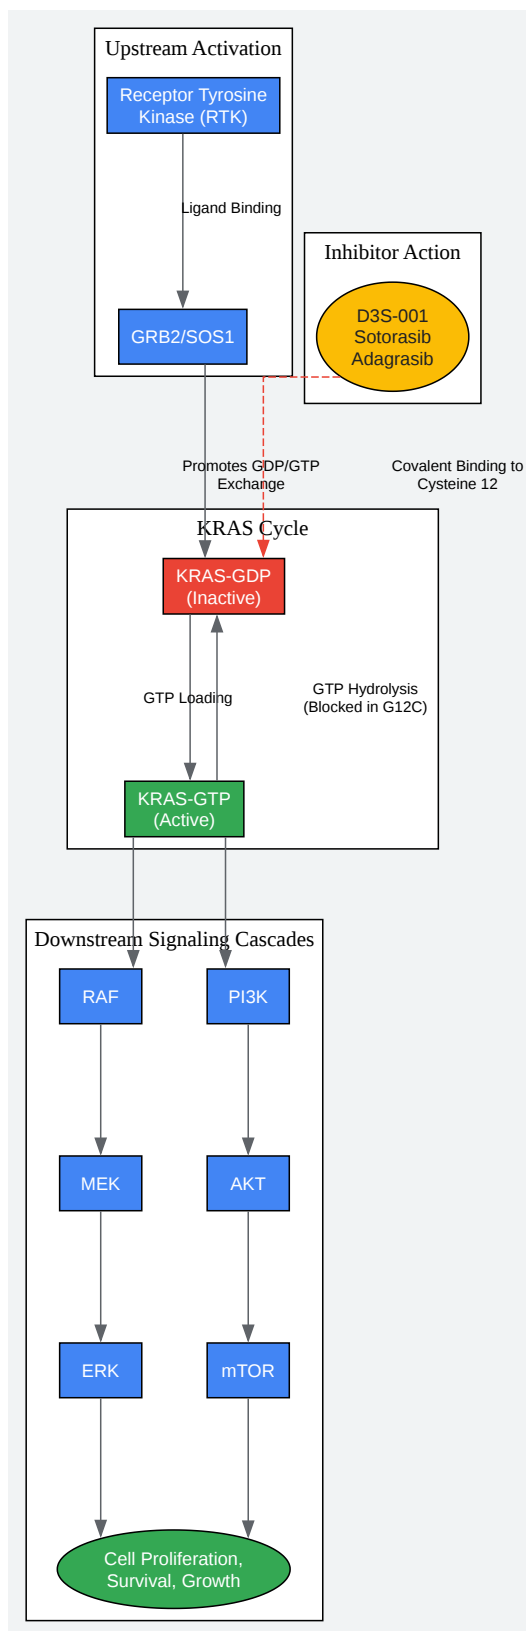 Upstream Activation
Receptor Tyrosine
Kinase (RTK)
Ligand Binding
GRB2/SOS1
Inhibitor Action
D3S-001
Sotorasib
Adagrasib
Promotes GDP/GTP
Exchange
Covalent Binding to
Cysteine 12
KRAS Cycle
KRAS-GDP
(Inactive)
GTP Loading
GTP Hydrolysis
(Blocked in G12C)
KRAS-GTP
(Active)
Downstream Signaling Cascades
RAF
PI3K
MEK
AKT
ERK
mTOR
Cell Proliferation,
Survival, Growth